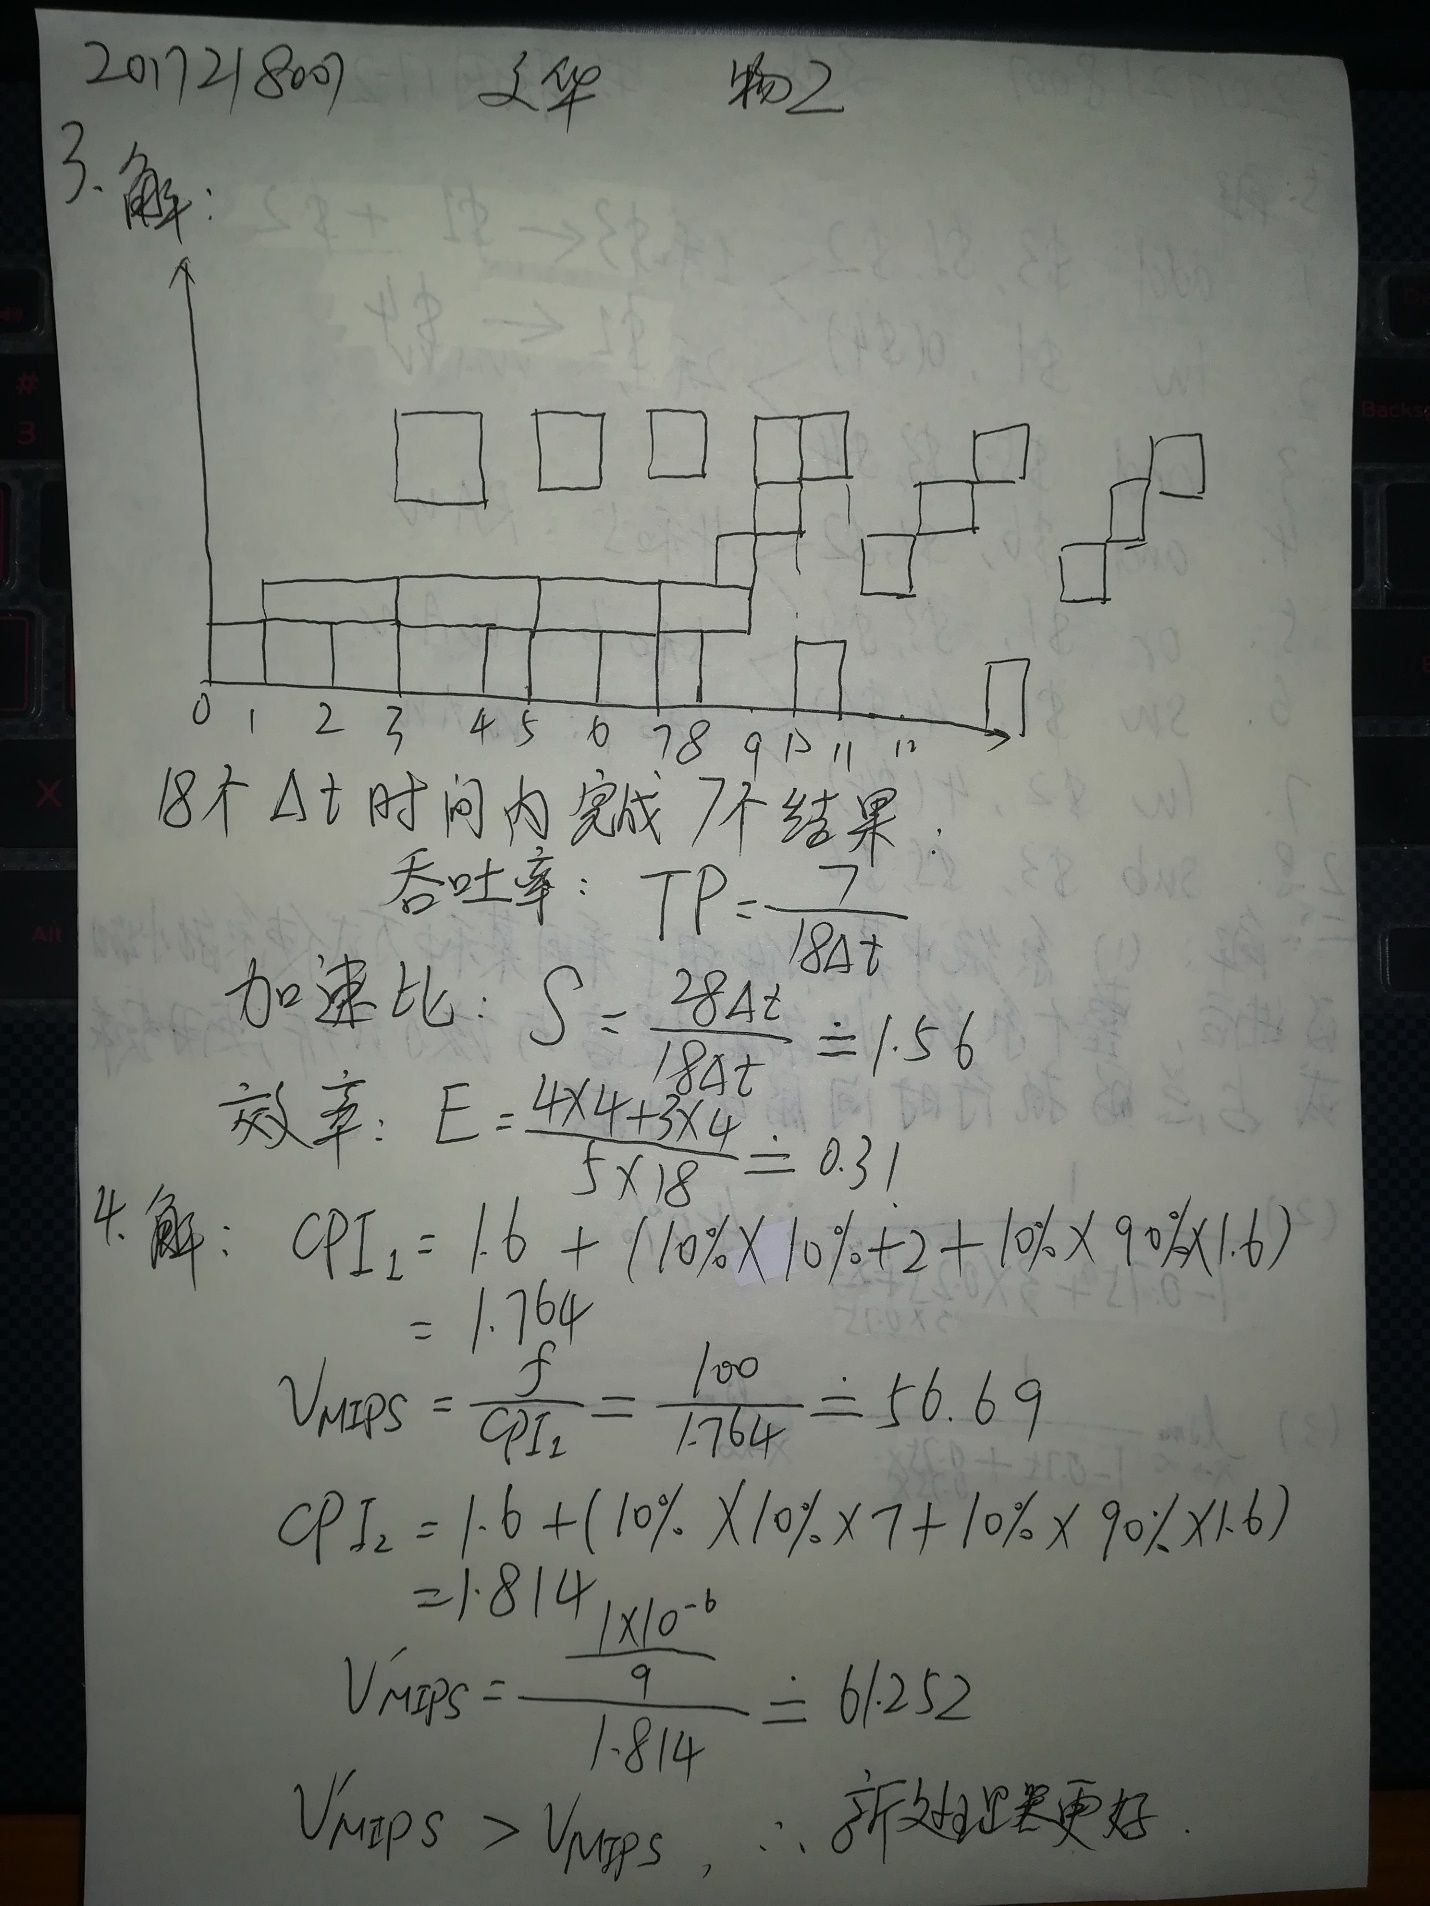 2017218007 文华 物2
3. 解:
0 1 2 3 4 5 6 7 8 9 10 11 12
18个Δt时间内完成7个结果.
吞吐率: TP = 7/18Δt
加速比: S = 28Δt/18Δt ≐ 1.56
效率: E = 4×4+3×4/5×18 ≐ 0.31
4. 解: CPI₁ = 1.6 + (10%×10%+2+10%×90%×1.6)
= 1.764
VMIPS = f/CPI₁ = 100/1.764 ≐ 56.69
CPI₂ = 1.6+(10%×10%×7+10%×90%×1.6)
=1.814
V′MIPS = 1×10⁻⁶/9/1.814 ≐ 61.252
V′MIPS > VMIPS, ∴ 新处理器更好.